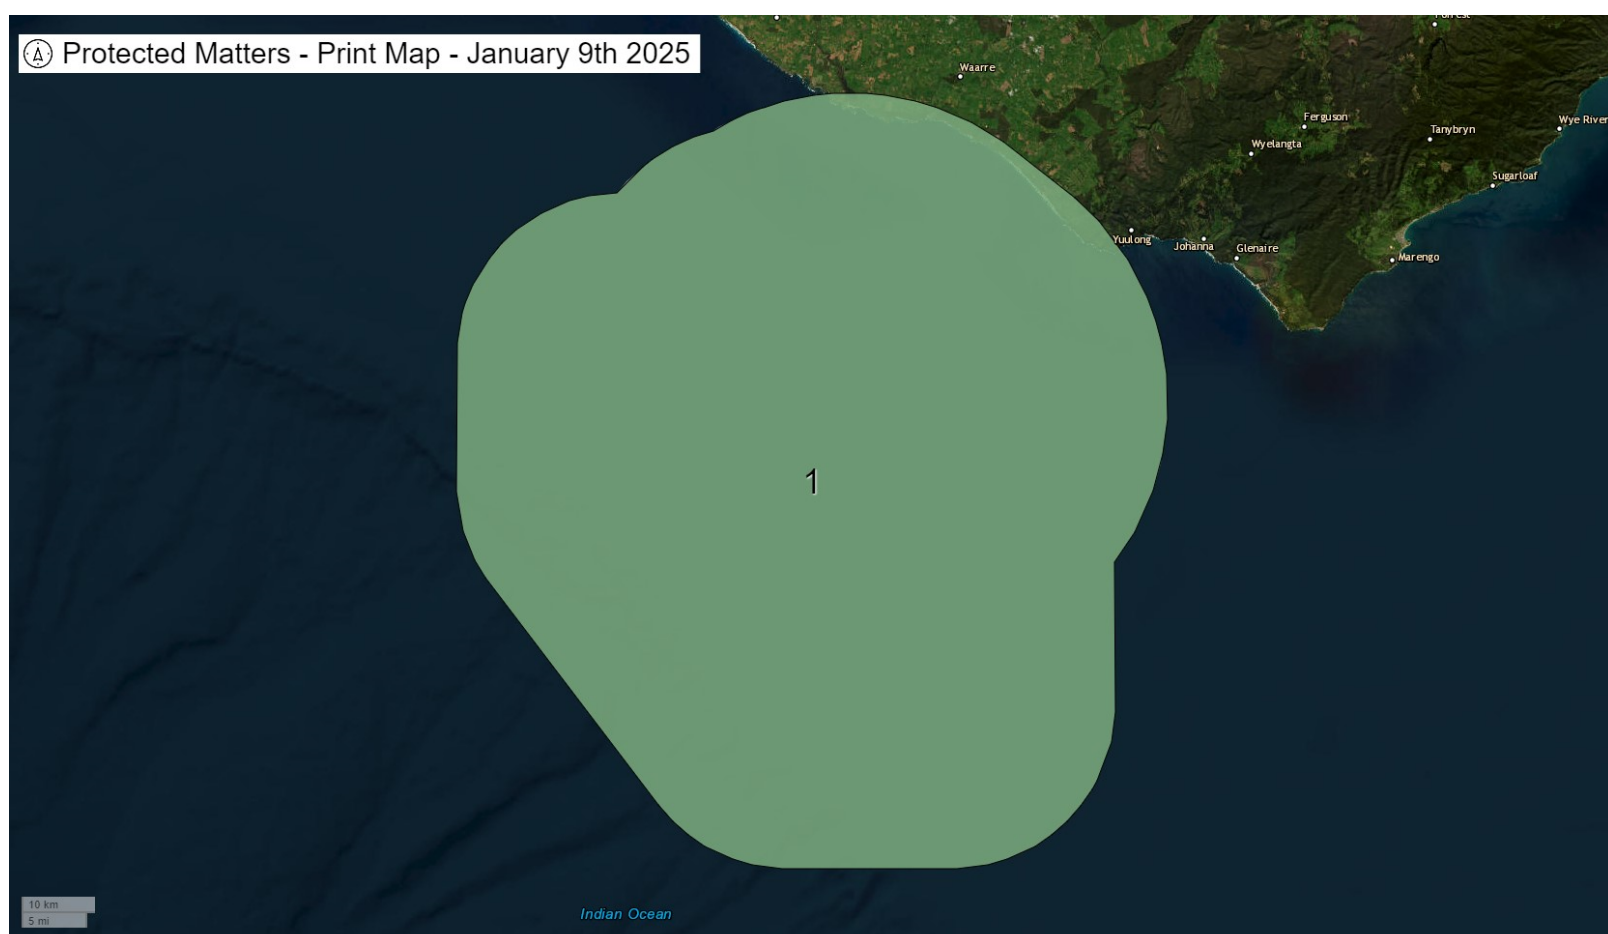 Protected Matters - Print Map - January 9th 2025
Forrest
Waarre
Ferguson
Wye River
Tanybryn
Wyelangta
Sugarloaf
Yuulong
Johanna
Glenaire
Marengo
1
10 km
5 mi
Indian Ocean